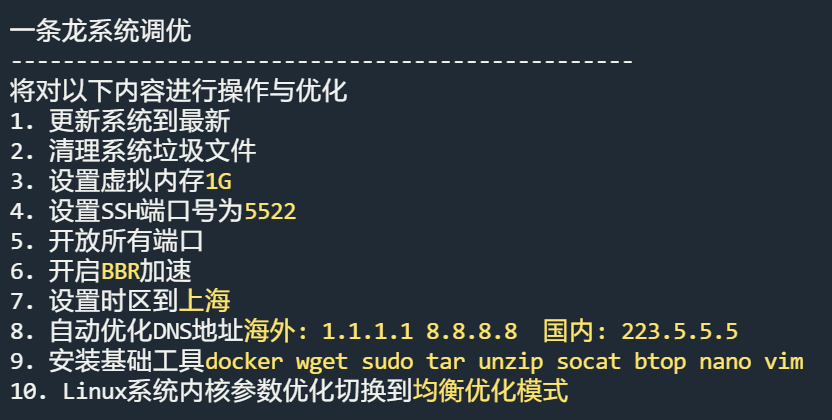 一条龙系统调优
------------------------------------------------
将对以下内容进行操作与优化
1. 更新系统到最新
2. 清理系统垃圾文件
3. 设置虚拟内存1G
4. 设置SSH端口号为5522
5. 开放所有端口
6. 开启BBR加速
7. 设置时区到上海
8. 自动优化DNS地址海外: 1.1.1.1 8.8.8.8  国内: 223.5.5.5
9. 安装基础工具docker wget sudo tar unzip socat btop nano vim
10. Linux系统内核参数优化切换到均衡优化模式